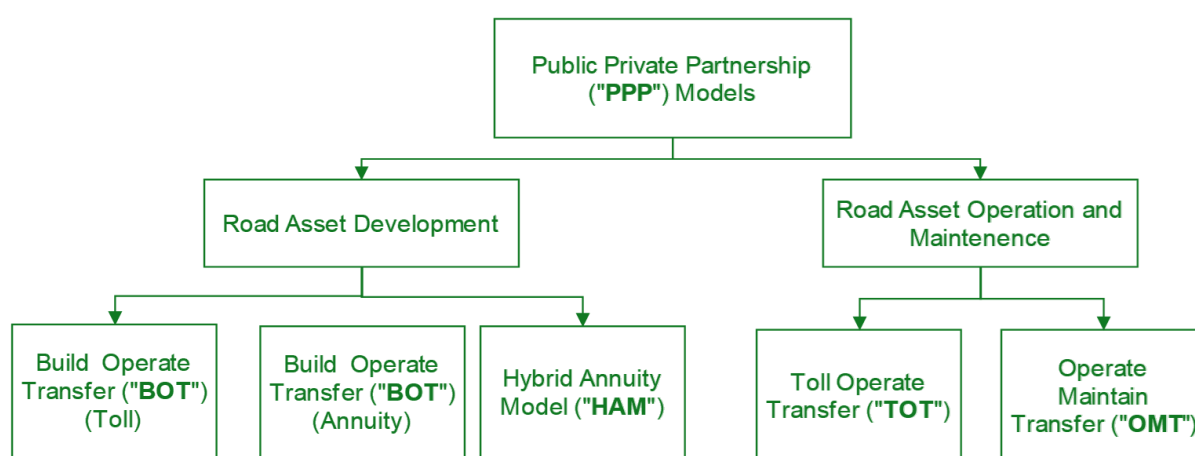 Public Private Partnership
("PPP") Models
Road Asset Development
Road Asset Operation and
Maintenence
Build Operate
Transfer ("BOT")
(Toll)
Build Operate
Transfer ("BOT")
(Annuity)
Hybrid Annuity
Model ("HAM")
Toll Operate
Transfer ("TOT")
Operate
Maintain
Transfer ("OMT")